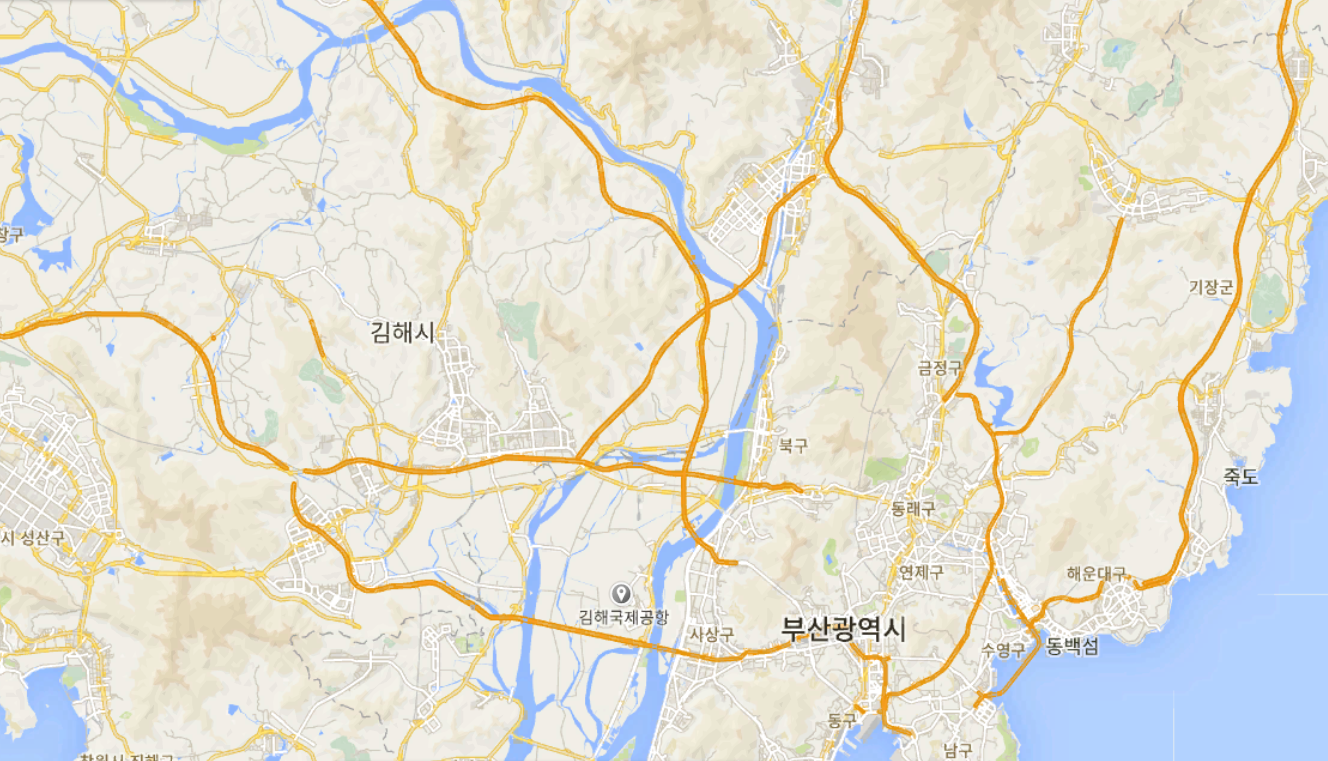 창구
기장군
김해시
금정구
북구
죽도
동래구
시 성산구
연제구
해운대구
김해국제공항
부산광역시
사상구
동백섬
수영구
동구
남구